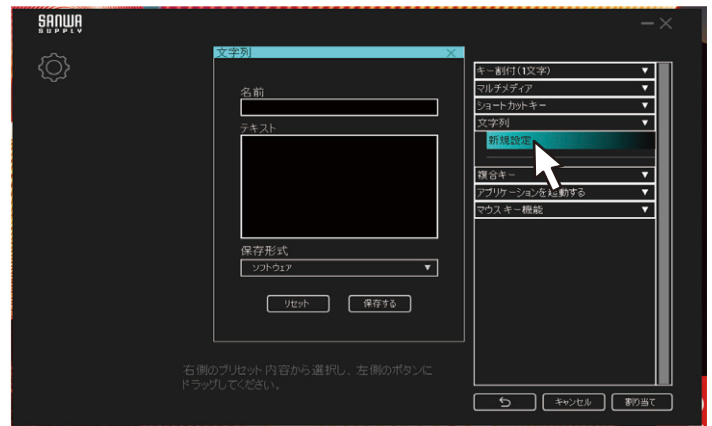 SANWA
SUPPLY
文字列
名前
テキスト
保存形式
ソフトウェア
リセット
保存する
キー割付(1文字)
マルチメディア
ショートカットキー
文字列
新規設定
複合キー
アプリケーションを起動する
マウス キー機能
右側のプリセット内容から選択し、左側のボタンに
ドラッグしてください。
キャンセル
割り当て